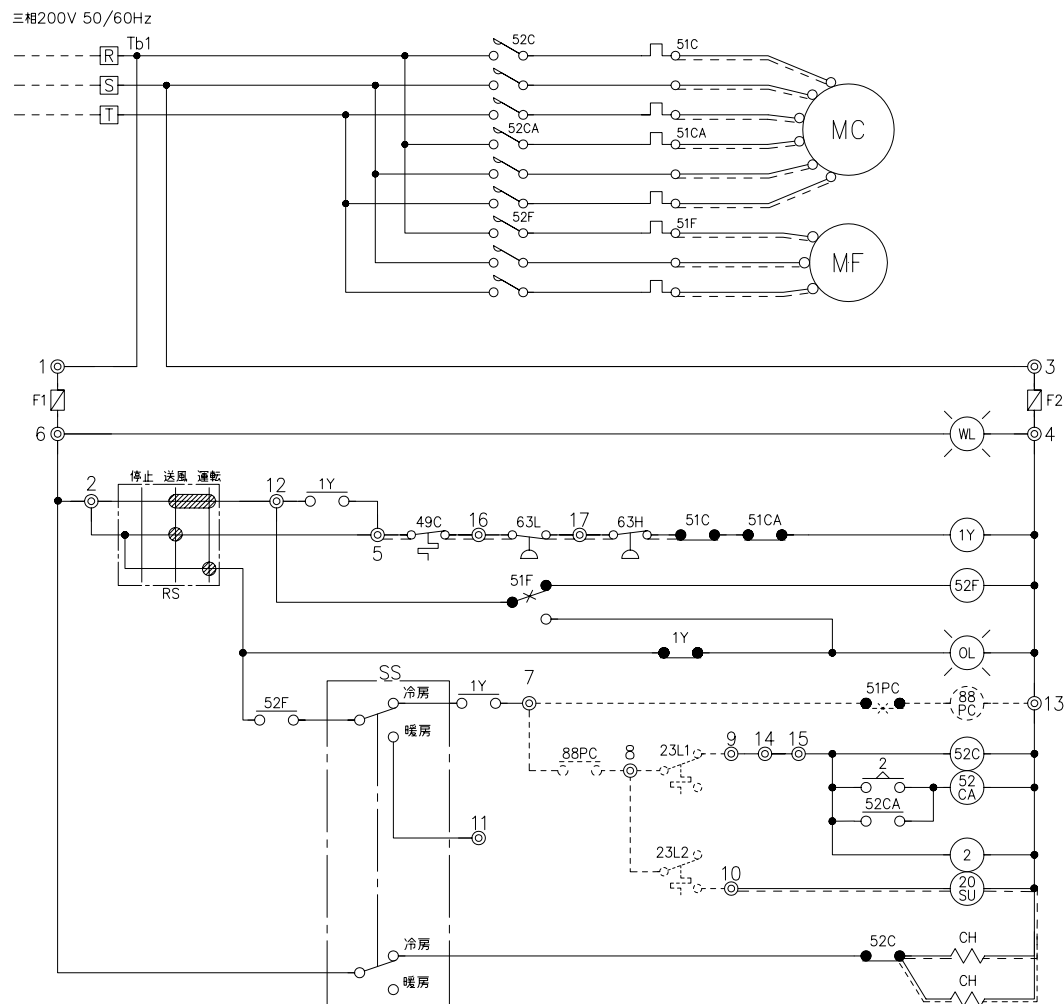 三相200V 50/60Hz
Tb1
R
S
T
52C
51C
52CA
51CA
52F
51F
MC
MF
1
3
F1
F2
6
WL
4
2
停止 送風 運転
12
1Y
RS
5
49C
16
63L
17
63H
51C
51CA
1Y
51F
52F
1Y
OL
SS
52F
冷房
暖房
1Y
7
51PC
88
PC
13
88PC
8
23L1
9
14
15
52C
2
52
CA
52CA
11
23L2
2
10
20
SU
冷房
暖房
52C
CH
CH